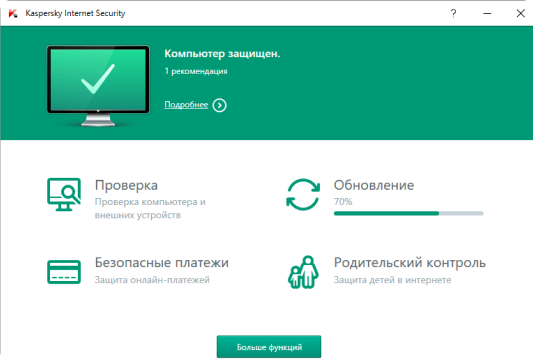 Kaspersky Internet Security
?
Компьютер защищен.
1 рекомендация
Подробнее
Проверка
Проверка компьютера и
внешних устройств
Обновление
70%
Безопасные платежи
Защита онлайн-платежей
Родительский контроль
Защита детей в интернете
Больше функций